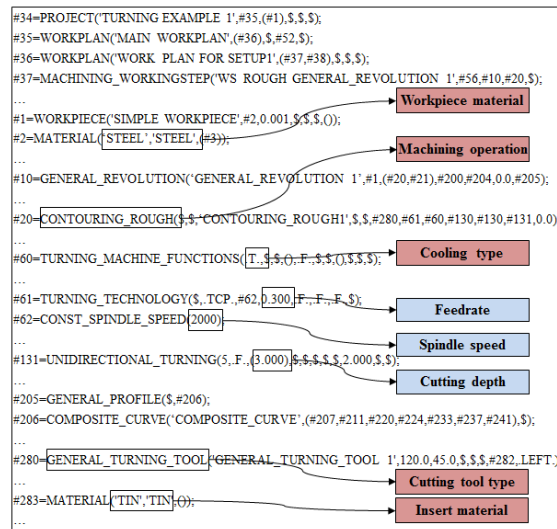 #34=PROJECT('TURNING EXAMPLE 1',#35,(#1),$,$,$);
#35=WORKPLAN('MAIN WORKPLAN',(#36),$,#52,$);
#36=WORKPLAN('WORK PLAN FOR SETUP1',(#37,#38),$,$,$);
#37=MACHINING_WORKINGSTEP('WS ROUGH GENERAL_REVOLUTION 1',#56,#10,#20,$);
...
Workpiece material
#1=WORKPIECE('SIMPLE WORKPIECE',#2,0.001,$,$,$,());
#2=MATERIAL('STEEL','STEEL',(#3));
...
Machining operation
#10=GENERAL_REVOLUTION('GENERAL_REVOLUTION 1',#1,(#20,#21),#200,#204,0.0,#205);
...
#20=CONTOURING_ROUGH($,$,'CONTOURING_ROUGH1',$,$,#280,#61,#60,#130,#130,#131,0.0)
...
#60=TURNING_MACHINE_FUNCTIONS(.T.,$,$,(),.F.,$,$,(),$,$,$);
Cooling type
...
#61=TURNING_TECHNOLOGY($,.TCP.,#62,0.300,.F.,.F.,.F.,$);
Feedrate
#62=CONST_SPINDLE_SPEED(2000);
Spindle speed
...
#131=UNIDIRECTIONAL_TURNING(5,.F.,(3.000),$,$,$,$,$,2.000,$,$);
Cutting depth
...
#205=GENERAL_PROFILE($,#206);
#206=COMPOSITE_CURVE('COMPOSITE_CURVE',(#207,#211,#220,#224,#233,#237,#241),$);
...
#280=GENERAL_TURNING_TOOL('GENERAL_TURNING_TOOL 1',120.0,45.0,$,$,$,#282,.LEFT.)
...
Cutting tool type
#283=MATERIAL('TIN','TIN',());
Insert material
...